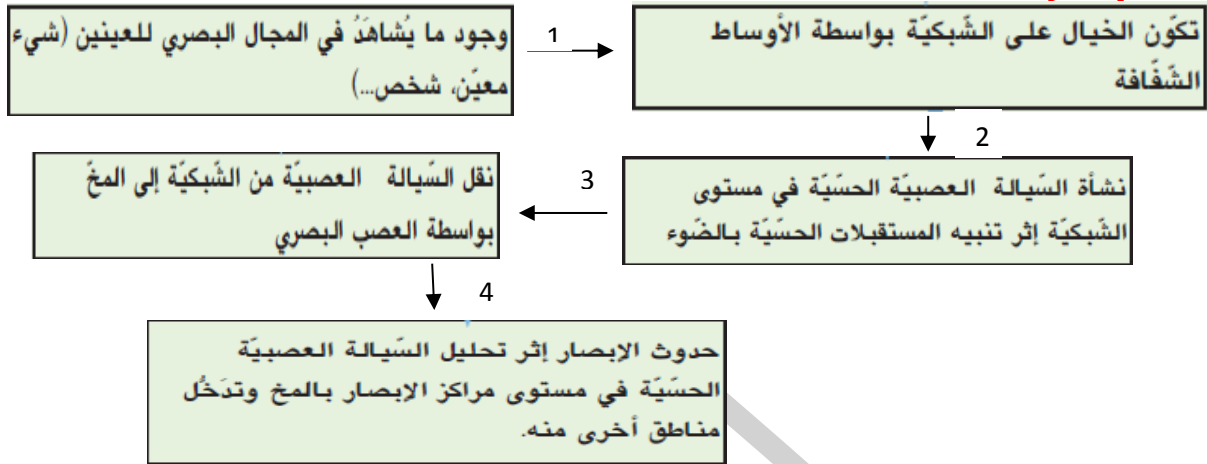 وجود ما يُشاهَدُ في المجال البصري للعينين (شيء
معيّن، شخص...)
1
تكوّن الخيال على الشّبكيّة بواسطة الأوساط
الشّفّافة
2
نشأة السّيالة العصبيّة الحسّيّة في مستوى
الشّبكيّة إثر تنبيه المستقبلات الحسّيّة بالضّوء
3
نقل السّيالة العصبيّة من الشّبكيّة إلى المخّ
بواسطة العصب البصري
4
حدوث الإبصار إثر تحليل السّيالة العصبيّة
الحسّيّة في مستوى مراكز الإبصار بالمخ وتدَخُّل
مناطق أخرى منه.